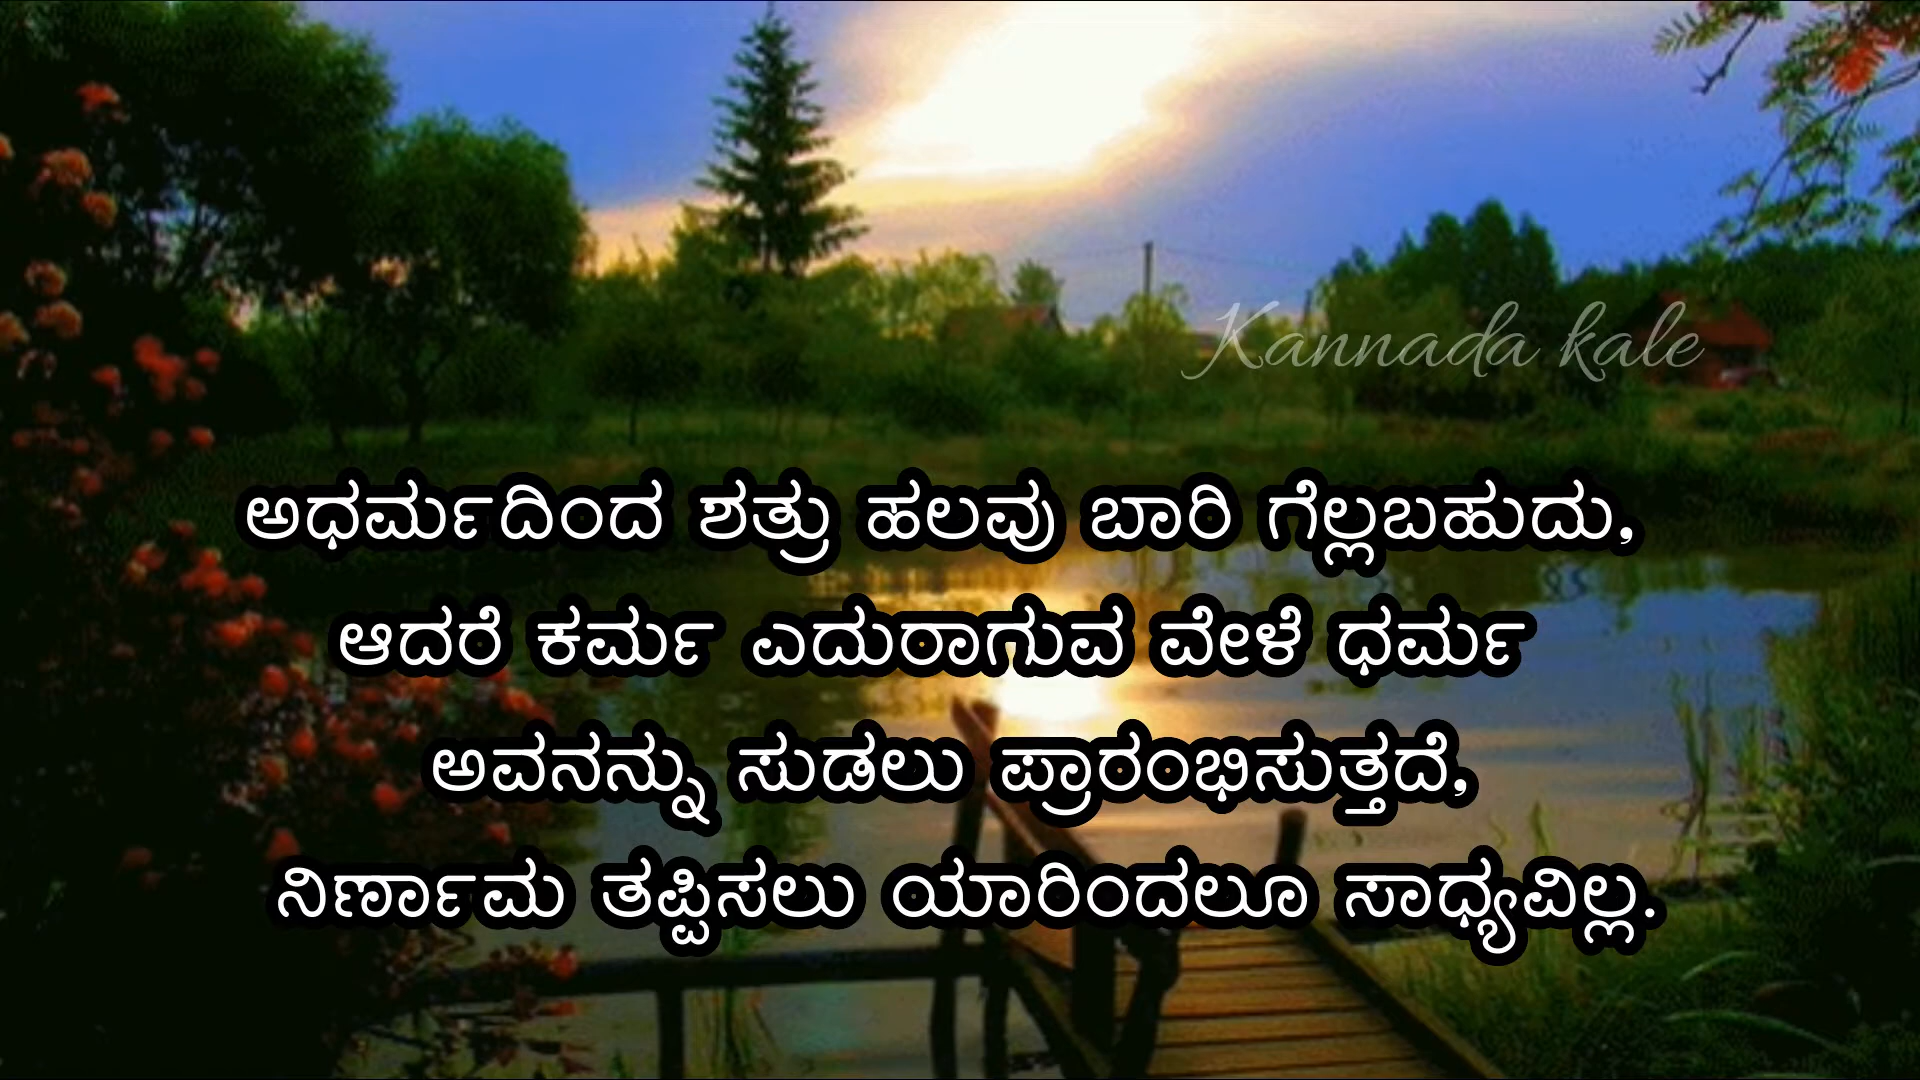 Kannada kale
ಅಧರ್ಮದಿಂದ ಶತ್ರು ಹಲವು ಬಾರಿ ಗೆಲ್ಲಬಹುದು,
ಆದರೆ ಕರ್ಮ ಎದುರಾಗುವ ವೇಳೆ ಧರ್ಮ
ಅವನನ್ನು ಸುಡಲು ಪ್ರಾರಂಭಿಸುತ್ತದೆ,
ನಿರ್ಣಾಮ ತಪ್ಪಿಸಲು ಯಾರಿಂದಲೂ ಸಾಧ್ಯವಿಲ್ಲ.